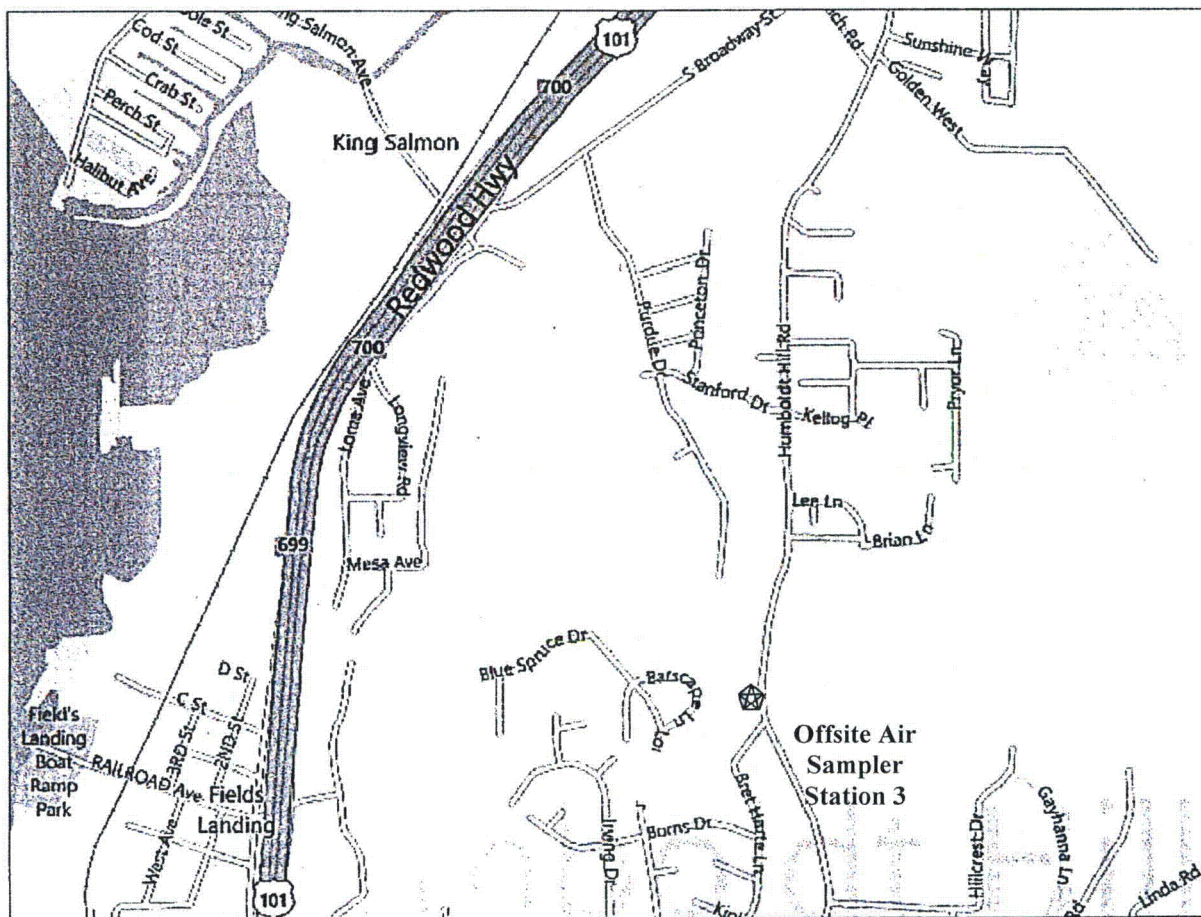 Cod St
Crab St
Perch St
Halibut Ave
King Salmon
Salmon Ave
101
700
Redwood Hwy
700
S Broadway St
Sunshine
Way
Golden West
Purdue Dr
Princeton Dr
Stanford Dr
Humboldt Hill Rd
Kellog Pl
Pryor Ln
Lorna Ave
Longview Rd
699
Mesa Ave
Lee Ln
Brian Ln
Blue Spruce Dr
D St
C St
3RD St
2ND St
Field's
Landing
Boat
Ramp
Park
RAILROAD Ave
Fields
Landing
Offsite Air
Sampler
Station 3
Bret Harte Ln
Burns Dr
Irving Dr
Hillcrest Dr
Gayhanna Ln
Linda Rd
101